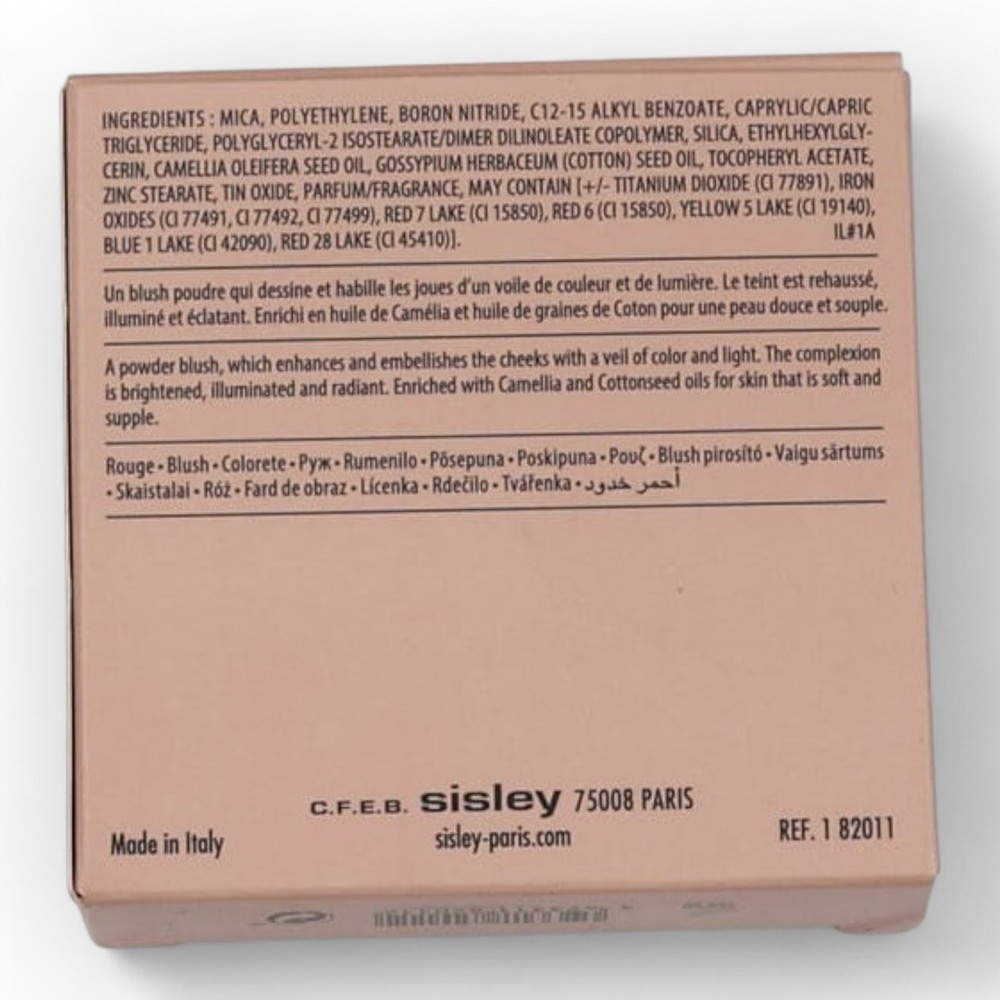 INGREDIENTS : MICA, POLYETHYLENE, BORON NITRIDE, C12-15 ALKYL BENZOATE, CAPRYLIC/CAPRIC
TRIGLYCERIDE, POLYGLYCERYL-2 ISOSTEARATE/DIMER DILINOLEATE COPOLYMER, SILICA, ETHYLHEXYLGLY-
CERIN, CAMELLIA OLEIFERA SEED OIL, GOSSYPIUM HERBACEUM (COTTON) SEED OIL, TOCOPHERYL ACETATE,
ZINC STEARATE, TIN OXIDE, PARFUM/FRAGRANCE, MAY CONTAIN [+/- TITANIUM DIOXIDE (CI 77891), IRON
OXIDES (CI 77491, CI 77492, CI 77499), RED 7 LAKE (CI 15850), RED 6 (CI 15850), YELLOW 5 LAKE (CI 19140),
BLUE 1 LAKE (CI 42090), RED 28 LAKE (CI 45410)]. IL#1A
Un blush poudre qui dessine et habille les joues d'un voile de couleur et de lumière. Le teint est rehaussé,
illuminé et éclatant. Enrichi en huile de Camélia et huile de graines de Coton pour une peau douce et souple.
A powder blush, which enhances and embellishes the cheeks with a veil of color and light. The complexion
is brightened, illuminated and radiant. Enriched with Camellia and Cottonseed oils for skin that is soft and
supple.
Rouge • Blush • Colorete • Руж • Rumenilo • Põsepuna • Poskipuna • Ρουζ • Blush pirosító • Vaigu sārtums
• Skaistalai • Róż • Fard de obraz • Lícenka • Rdečilo • Tvářenka • أحمر خدود
C.F.E.B. sisley 75008 PARIS
sisley-paris.com
Made in Italy
REF. 1 82011